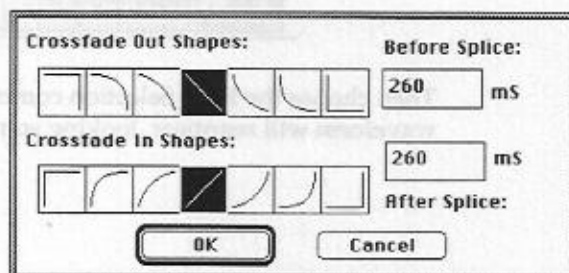 Crossfade Out Shapes:
Before Splice:
260 mS
Crossfade In Shapes:
260 mS
After Splice:
OK
Cancel